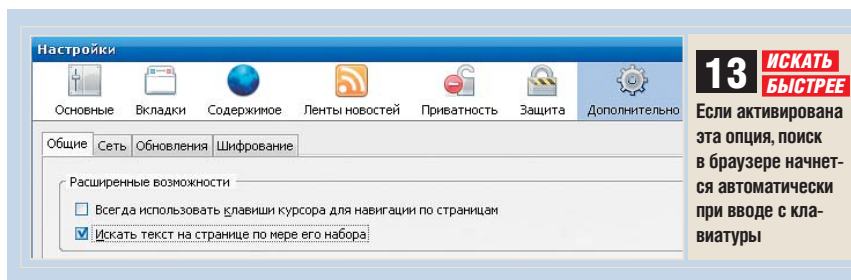 Настройки
Основные Вкладки Содержимое Ленты новостей Приватность Защита Дополнительно
Общие Сеть Обновления Шифрование
Расширенные возможности
Всегда использовать клавиши курсора для навигации по страницам
Искать текст на странице по мере его набора
13 ИСКАТЬ
БЫСТРЕЕ
Если активирована
эта опция, поиск
в браузере начнет-
ся автоматически
при вводе с кла-
виатуры